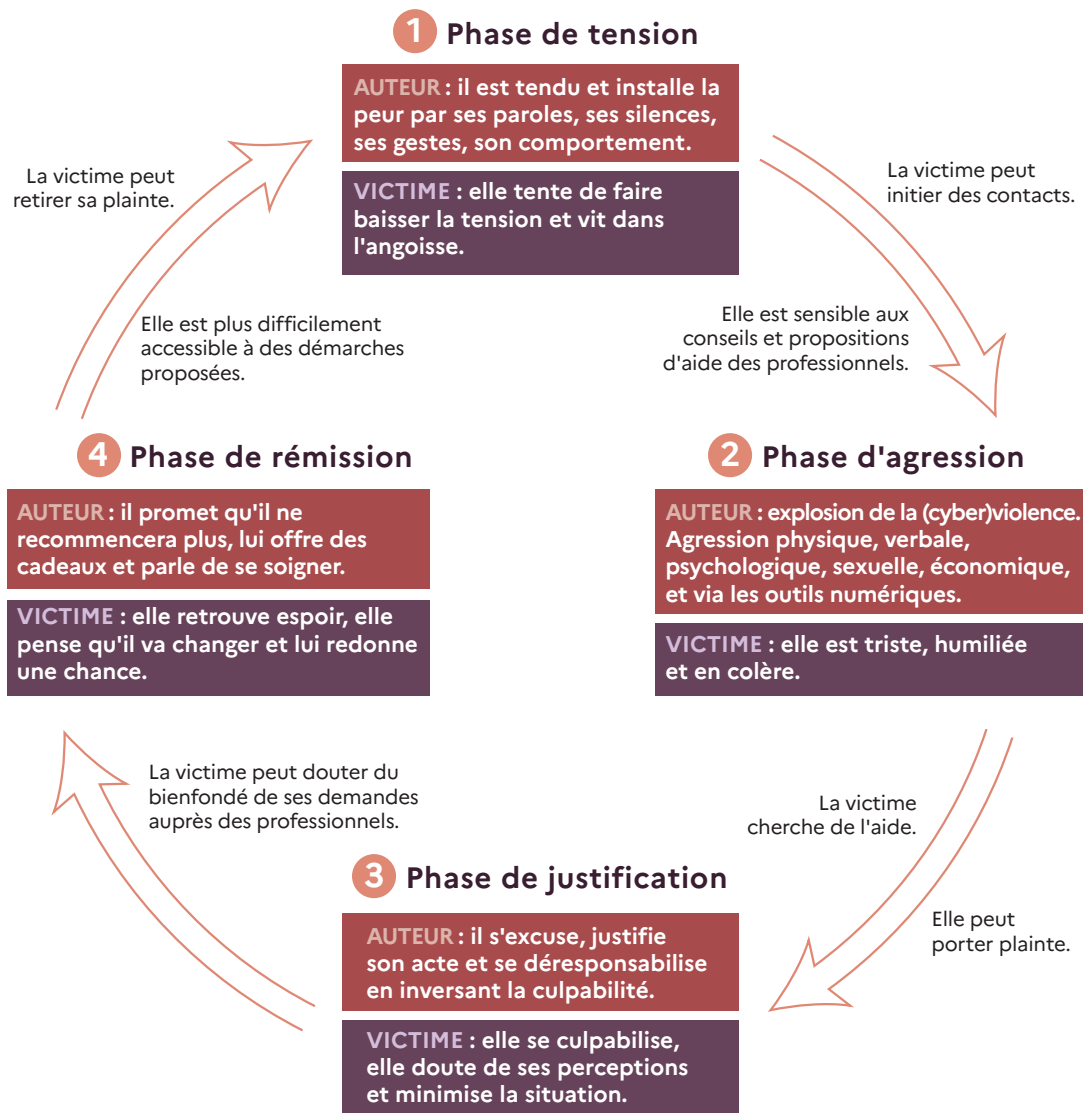 1 Phase de tension
AUTEUR : il est tendu et installe la
peur par ses paroles, ses silences,
ses gestes, son comportement.
VICTIME : elle tente de faire
baisser la tension et vit dans
l'angoisse.
La victime peut
initier des contacts.
Elle est sensible aux
conseils et propositions
d'aide des professionnels.
2 Phase d'agression
AUTEUR : explosion de la (cyber)violence.
Agression physique, verbale,
psychologique, sexuelle, économique,
et via les outils numériques.
VICTIME : elle est triste, humiliée
et en colère.
La victime
cherche de l'aide.
Elle peut
porter plainte.
3 Phase de justification
AUTEUR : il s'excuse, justifie
son acte et se déresponsabilise
en inversant la culpabilité.
VICTIME : elle se culpabilise,
elle doute de ses perceptions
et minimise la situation.
La victime peut douter du
bienfondé de ses demandes
auprès des professionnels.
4 Phase de rémission
AUTEUR : il promet qu'il ne
recommencera plus, lui offre des
cadeaux et parle de se soigner.
VICTIME : elle retrouve espoir, elle
pense qu'il va changer et lui redonne
une chance.
La victime peut
retirer sa plainte.
Elle est plus difficilement
accessible à des démarches
proposées.